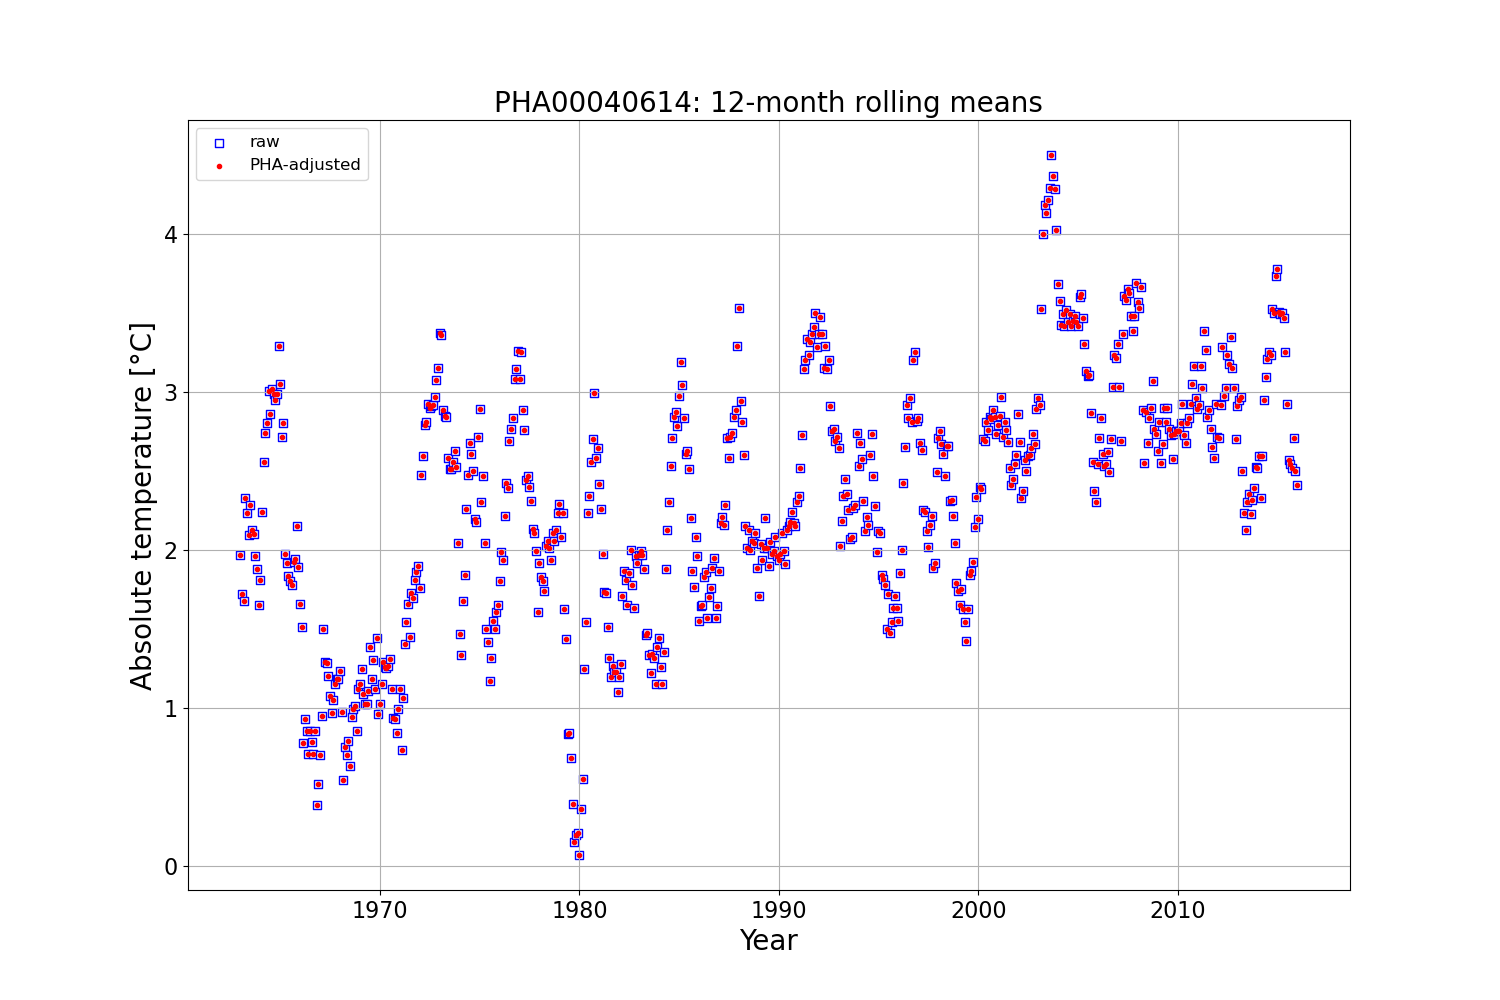 PHA00040614: 12-month rolling means
raw
PHA-adjusted
Absolute temperature [°C]
4
3
2
1
0
1970
1980
1990
2000
2010
Year